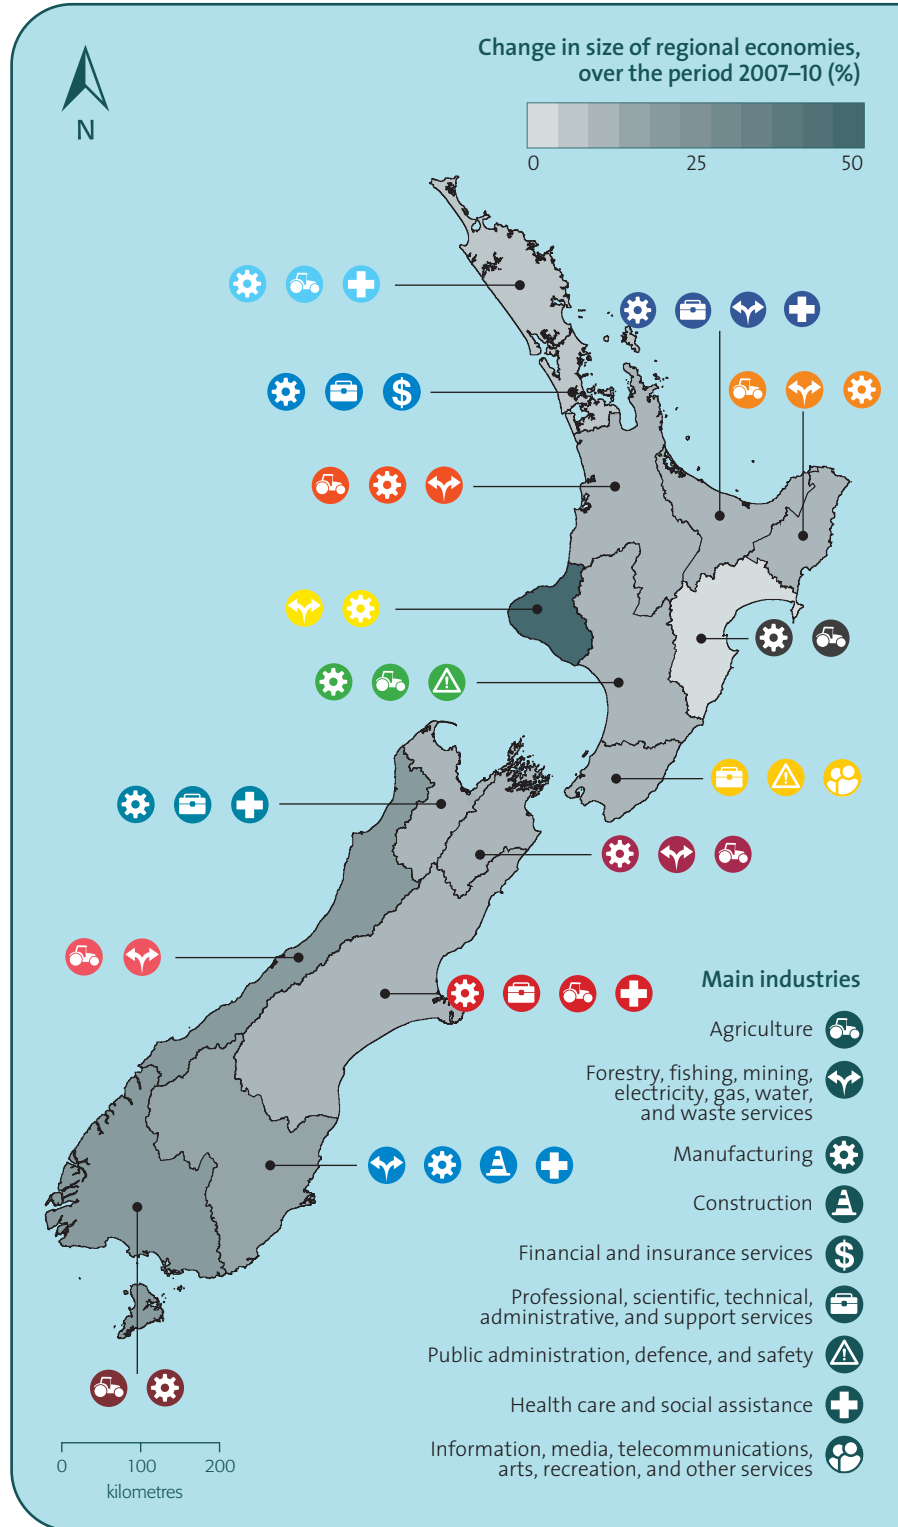 Change in size of regional economies,
over the period 2007–10 (%)
N
0 25 50
$
Main industries
Agriculture
Forestry, fishing, mining,
electricity, gas, water,
and waste services
Manufacturing
Construction
Financial and insurance services $
Professional, scientific, technical,
administrative, and support services
Public administration, defence, and safety
Health care and social assistance
Information, media, telecommunications,
arts, recreation, and other services
0 100 200
kilometres